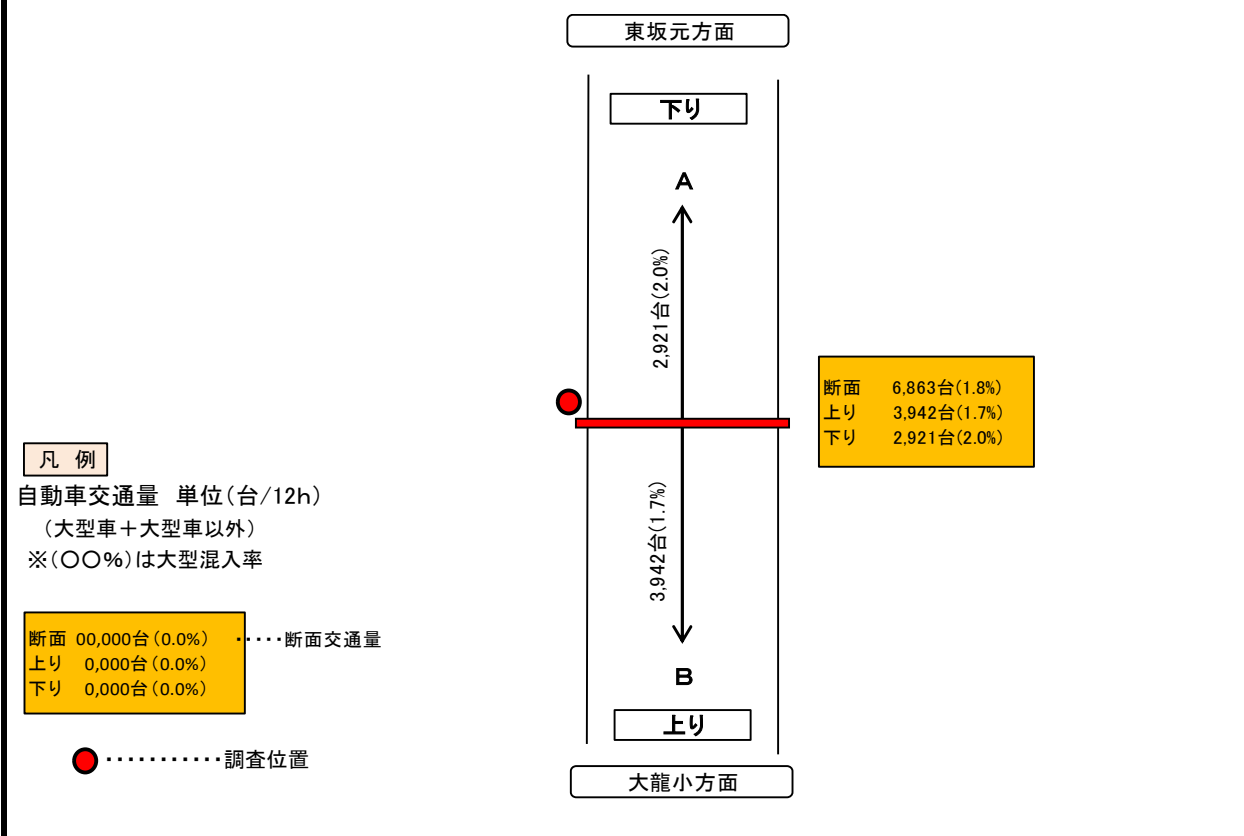 東坂元方面
下り
A
2,921台(2.0%)
断面 6,863台(1.8%)
上り 3,942台(1.7%)
下り 2,921台(2.0%)
3,942台(1.7%)
B
上り
大龍小方面
凡 例
自動車交通量 単位(台/12h)
(大型車+大型車以外)
※(〇〇%)は大型混入率
断面 00,000台(0.0%) ・・・・・断面交通量
上り 0,000台(0.0%)
下り 0,000台(0.0%)
・・・・・・・・・・・調査位置